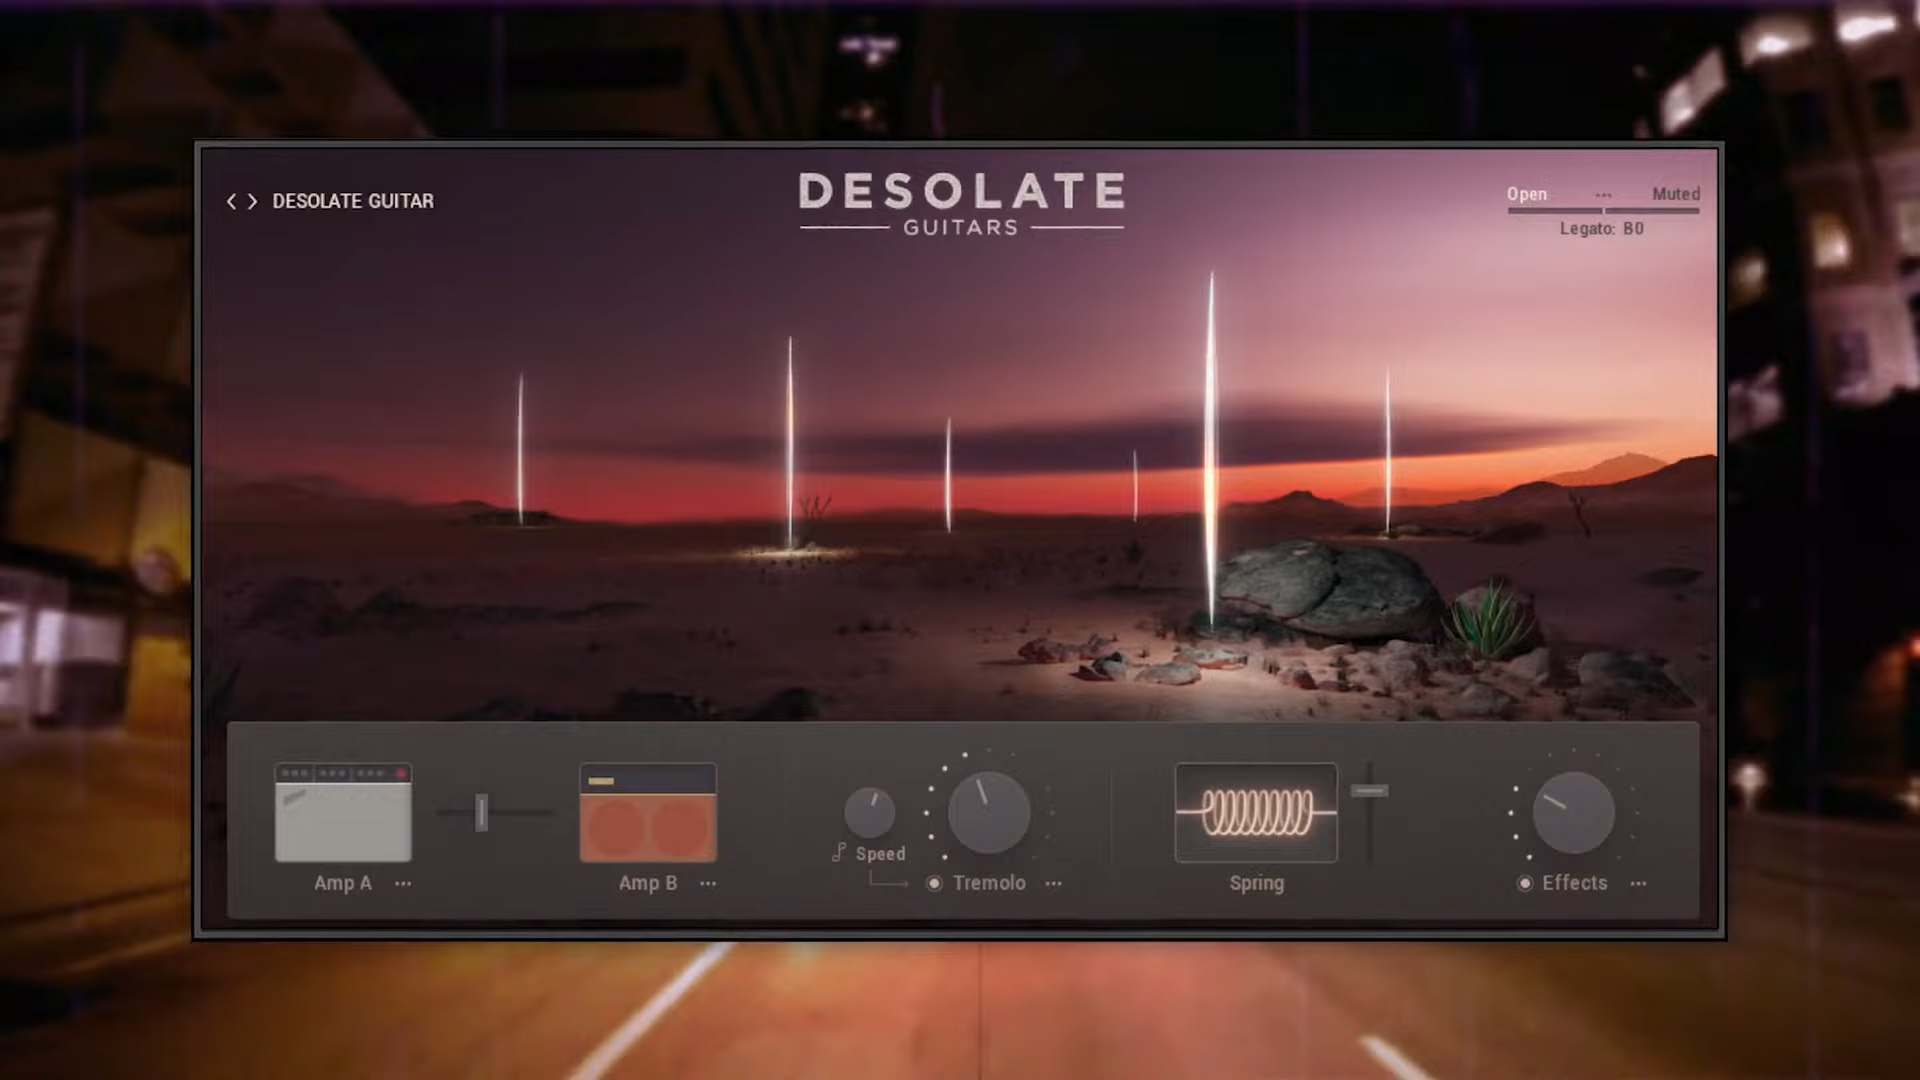 DESOLATE GUITAR
DESOLATE
GUITARS
Open ... Muted
Legato: B0
Amp A ...
Amp B ...
Speed
Tremolo ...
Spring
Effects ...